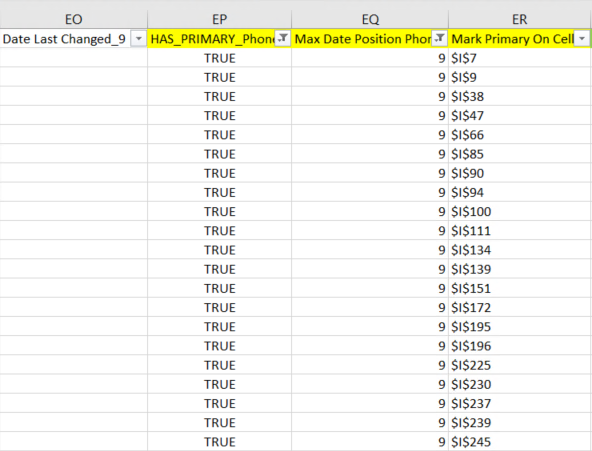 EO EP EQ ER
Date Last Changed_9 HAS_PRIMARY_Phone Max Date Position Phon Mark Primary On Cell
TRUE 9 $I$7
TRUE 9 $I$9
TRUE 9 $I$38
TRUE 9 $I$47
TRUE 9 $I$66
TRUE 9 $I$85
TRUE 9 $I$90
TRUE 9 $I$94
TRUE 9 $I$100
TRUE 9 $I$111
TRUE 9 $I$134
TRUE 9 $I$139
TRUE 9 $I$151
TRUE 9 $I$172
TRUE 9 $I$195
TRUE 9 $I$196
TRUE 9 $I$225
TRUE 9 $I$230
TRUE 9 $I$237
TRUE 9 $I$239
TRUE 9 $I$245